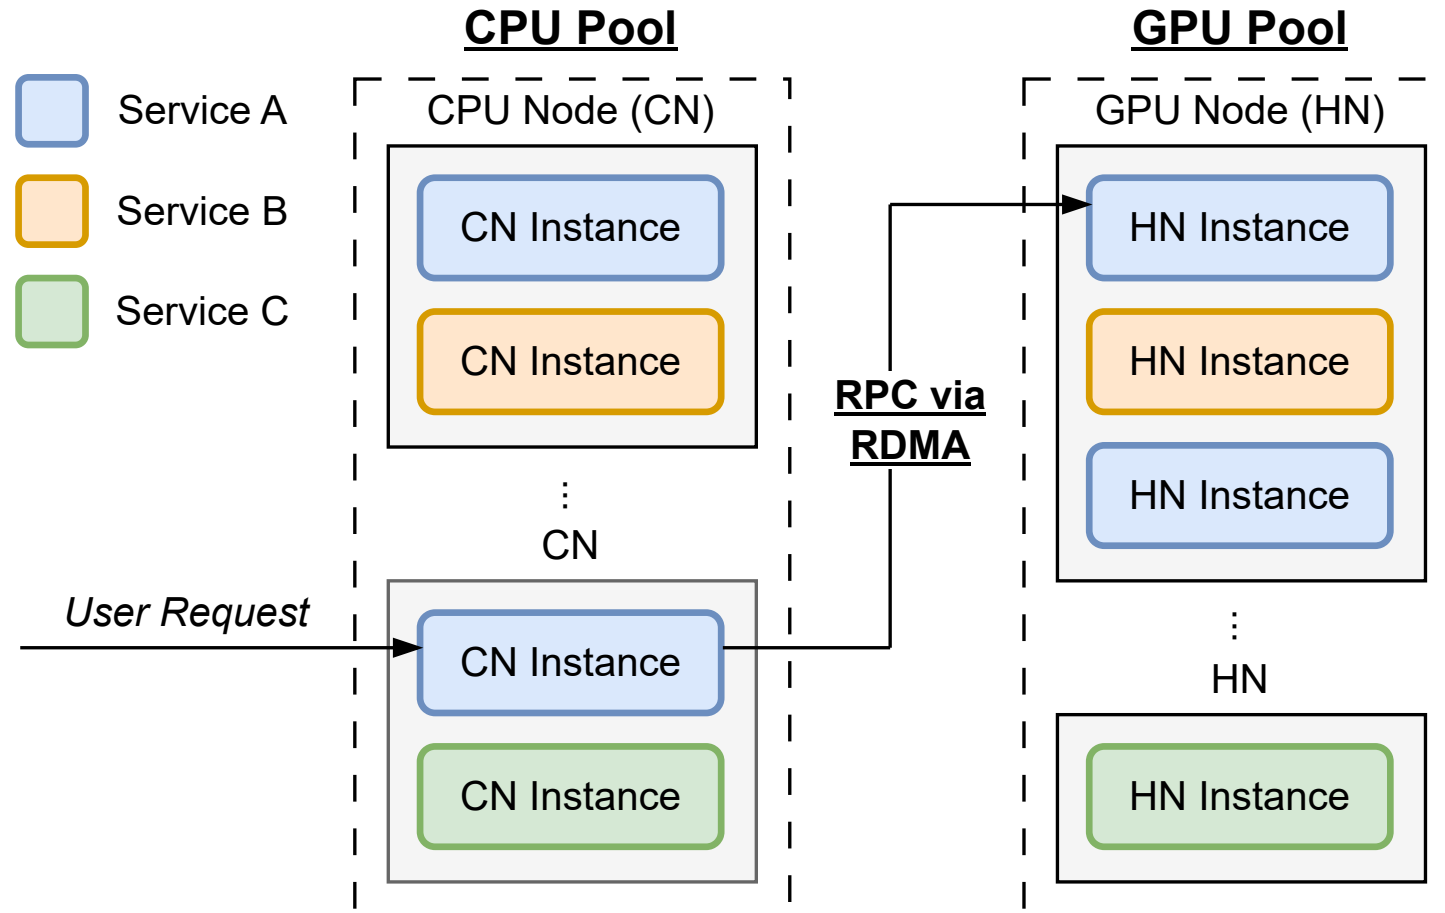 CPU Pool
GPU Pool
Service A
Service B
Service C
CPU Node (CN)
CN Instance
CN Instance
⋮
CN
User Request
CN Instance
CN Instance
RPC via
RDMA
GPU Node (HN)
HN Instance
HN Instance
HN Instance
⋮
HN
HN Instance